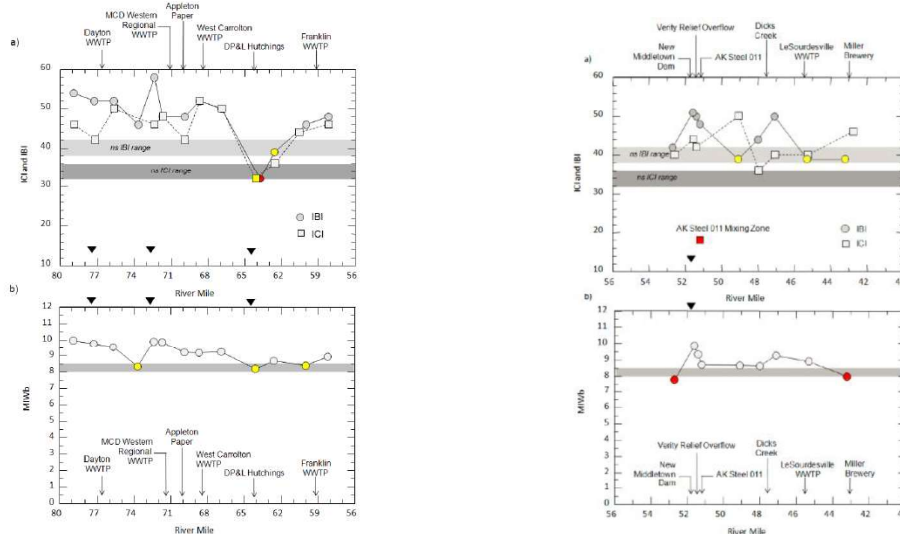 MCD Western
Regional
WWTP
Appleton
Paper
West Carrolton
WWTP
Dayton
WWTP
DP&L Hutchings
Franklin
WWTP
a)
60
50
40
30
20
10
ICI and IBI
ns IBI range
ns ICI range
IBI
ICI
80 77 74 71 68 65 62 59
River Mile
b)
12
11
10
9
8
7
6
5
4
3
2
1
0
MIWb
Appleton
Paper
MCD Western
Regional
WWTP
West Carrolton
WWTP
Dayton
WWTP
DP&L Hutchings
Franklin
WWTP
80 77 74 71 68 65 62 59
River Mile
Verity Relief Overflow
Dicks
Creek
New
Middletown
Dam
AK Steel 011
LeSourdesville
WWTP
Miller
Brewery
a)
60
50
40
30
20
10
ICI and IBI
ns IBI range
ns ICI range
AK Steel 011 Mixing Zone
IBI
ICI
56 54 52 50 48 46 44 42 40
River Mile
b)
12
11
10
9
8
7
6
5
4
3
2
1
0
MIWb
Verity Relief Overflow
Dicks
Creek
New
Middletown
Dam
AK Steel 011
LeSourdesville
WWTP
Miller
Brewery
56 54 52 50 48 46 44 42 40
River Mile